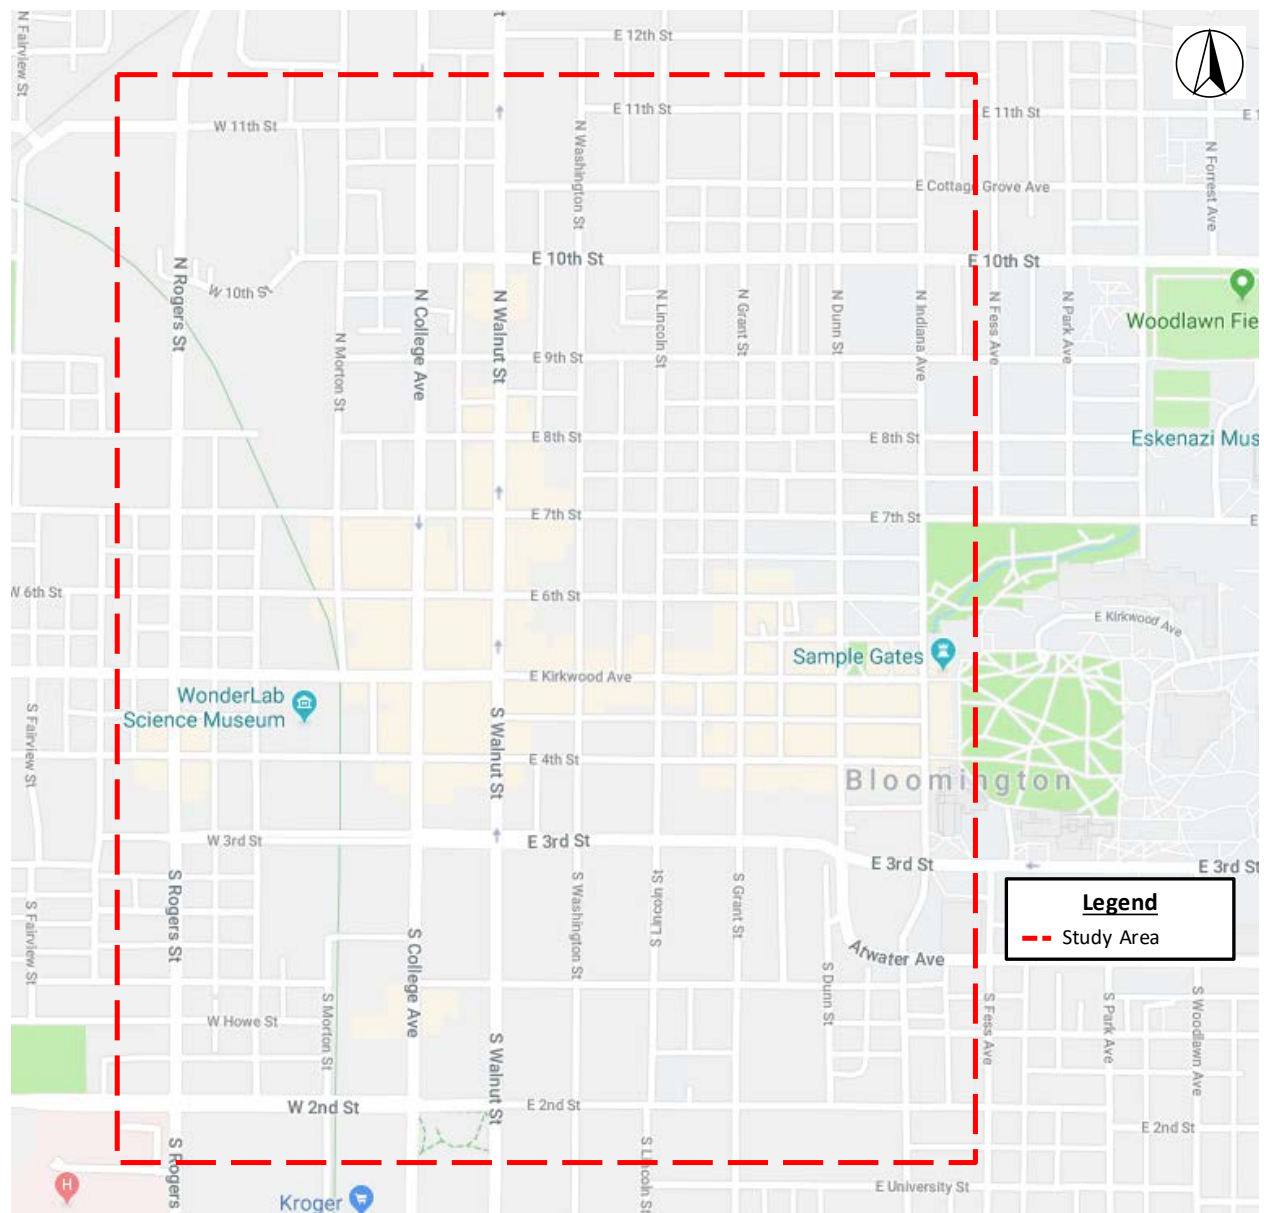 N Fairview St
t
E 12th St
E 11th St
E 11th St
E 1
W 11th St
N Washington St
N Forrest Ave
E Cottage Grove Ave
N Rogers St
E 10th St
E 10th St
W 10th St
N College Ave
N Walnut St
N Lincoln St
N Grant St
N Dunn St
N Indiana Ave
N Fess Ave
N Park Ave
Woodlawn Fie
N Morton St
E 9th St
E 8th St
E 8th St
Eskenazi Mus
E 7th St
E 7th St
E
W 6th St
E 6th St
E Kirkwood Ave
Sample Gates
E Kirkwood Ave
WonderLab
Science Museum
S Fairview St
S Walnut St
E 4th St
Bloomington
W 3rd St
E 3rd St
E 3rd St
E 3rd St
S Rogers St
S Washington St
S Lincoln St
S Grant St
Legend
Study Area
S Fairview St
S College Ave
Atwater Ave
S Dunn St
S Morton St
W Howe St
S Fess Ave
S Park Ave
S Woodlawn Ave
S Walnut St
W 2nd St
E 2nd St
E 2nd St
S Rogers
S Lincoln St
H
Kroger
E University St